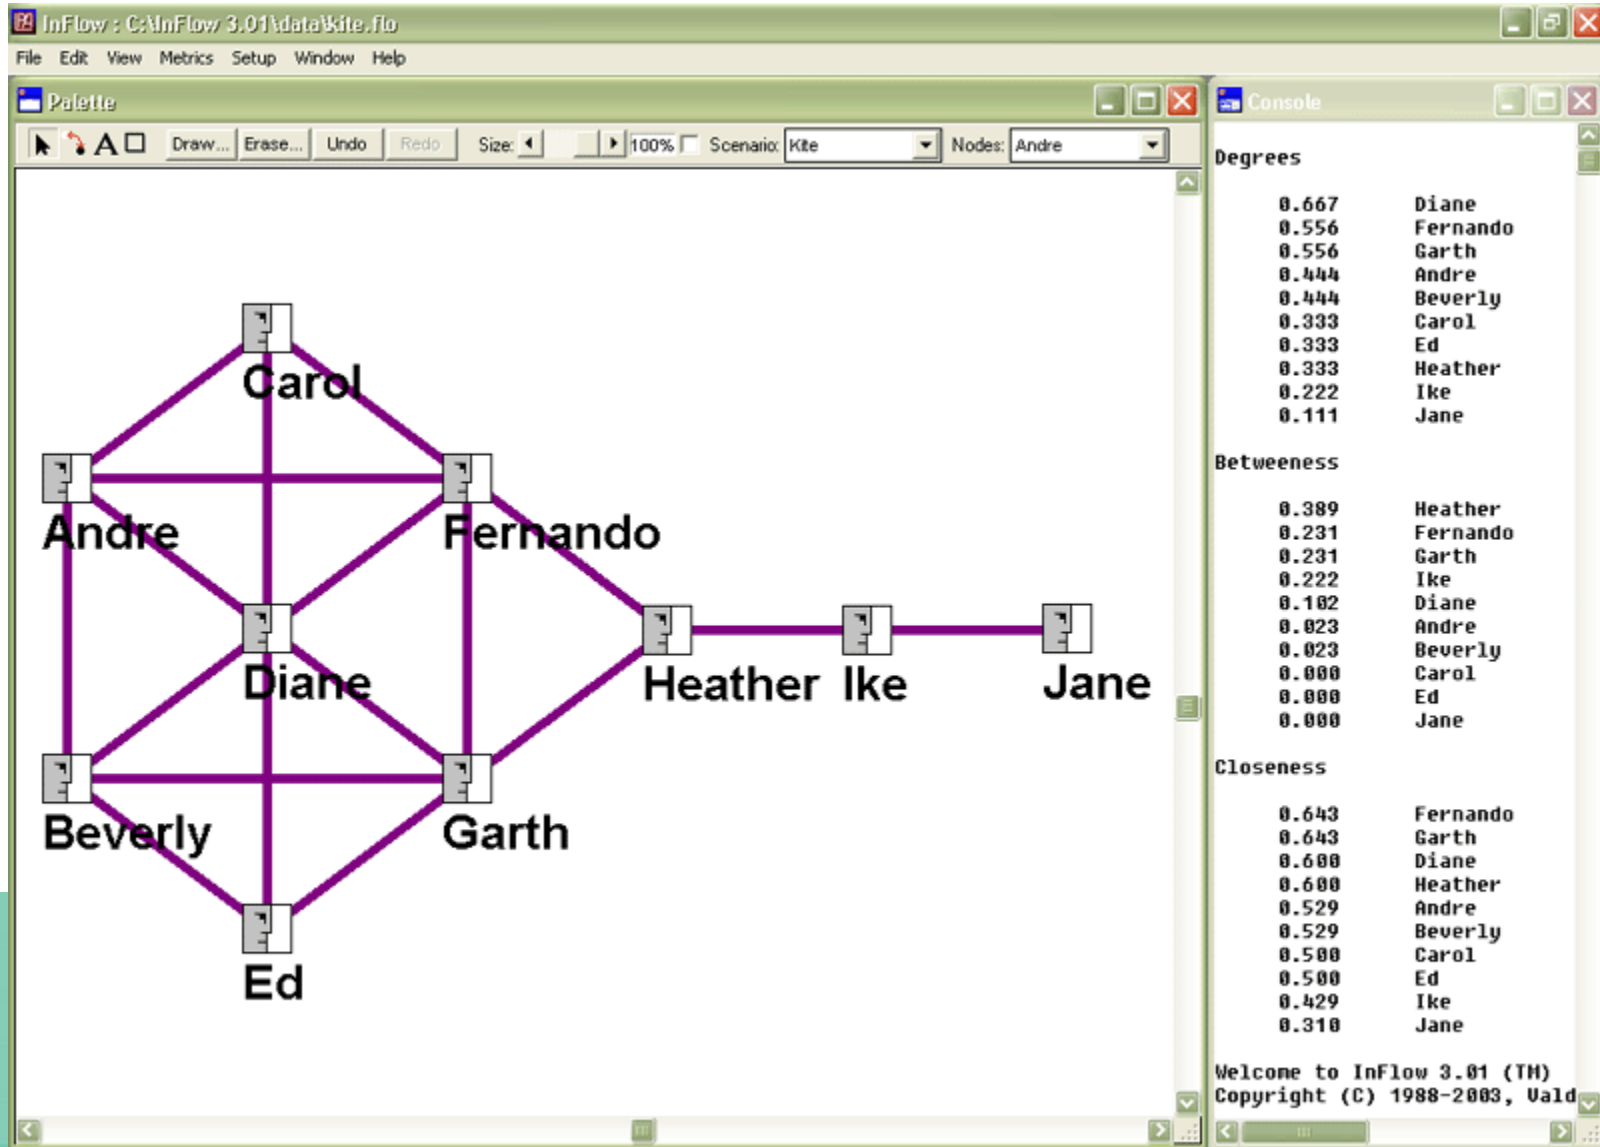 InFlow : C:\InFlow 3.01\data\kite.flo
File Edit View Metrics Setup Window Help
Palette
A Draw... Erase... Undo Redo Size: 100% Scenario: Kite Nodes: Andre
Carol
Andre
Fernando
Diane
Heather
Ike
Jane
Beverly
Garth
Ed
Console
Degrees
0.667 Diane
0.556 Fernando
0.556 Garth
0.444 Andre
0.444 Beverly
0.333 Carol
0.333 Ed
0.333 Heather
0.222 Ike
0.111 Jane
Betweeness
0.389 Heather
0.231 Fernando
0.231 Garth
0.222 Ike
0.102 Diane
0.023 Andre
0.023 Beverly
0.000 Carol
0.000 Ed
0.000 Jane
Closeness
0.643 Fernando
0.643 Garth
0.600 Diane
0.600 Heather
0.529 Andre
0.529 Beverly
0.500 Carol
0.500 Ed
0.429 Ike
0.310 Jane
Welcome to InFlow 3.01 (TM)
Copyright (C) 1988-2003, Vald